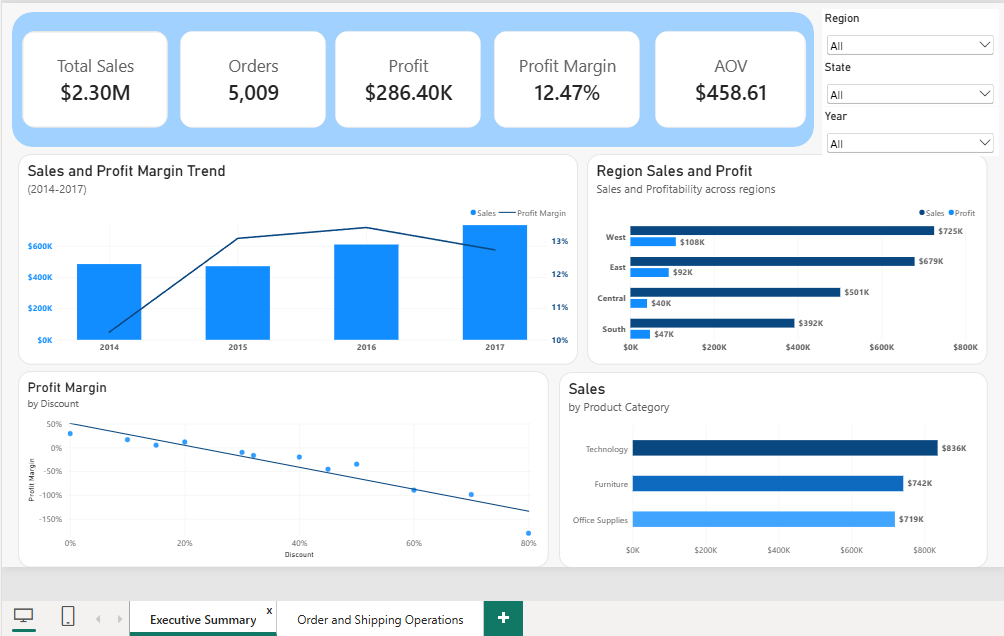 Total Sales
$2.30M
Orders
5,009
Profit
$286.40K
Profit Margin
12.47%
AOV
$458.61
Region
All
State
All
Year
All
Sales and Profit Margin Trend
(2014-2017)
Sales Profit Margin
$600K
$400K
$200K
$0K
13%
12%
11%
10%
2014 2015 2016 2017
Region Sales and Profit
Sales and Profitability across regions
Sales Profit
West $725K
$108K
East $679K
$92K
Central $501K
$40K
South $392K
$47K
$0K $200K $400K $600K $800K
Profit Margin
by Discount
Profit Margin
50%
0%
-50%
-100%
-150%
0% 20% 40% 60% 80%
Discount
Sales
by Product Category
Technology $836K
Furniture $742K
Office Supplies $719K
$0K $200K $400K $600K $800K
Executive Summary x
Order and Shipping Operations
+